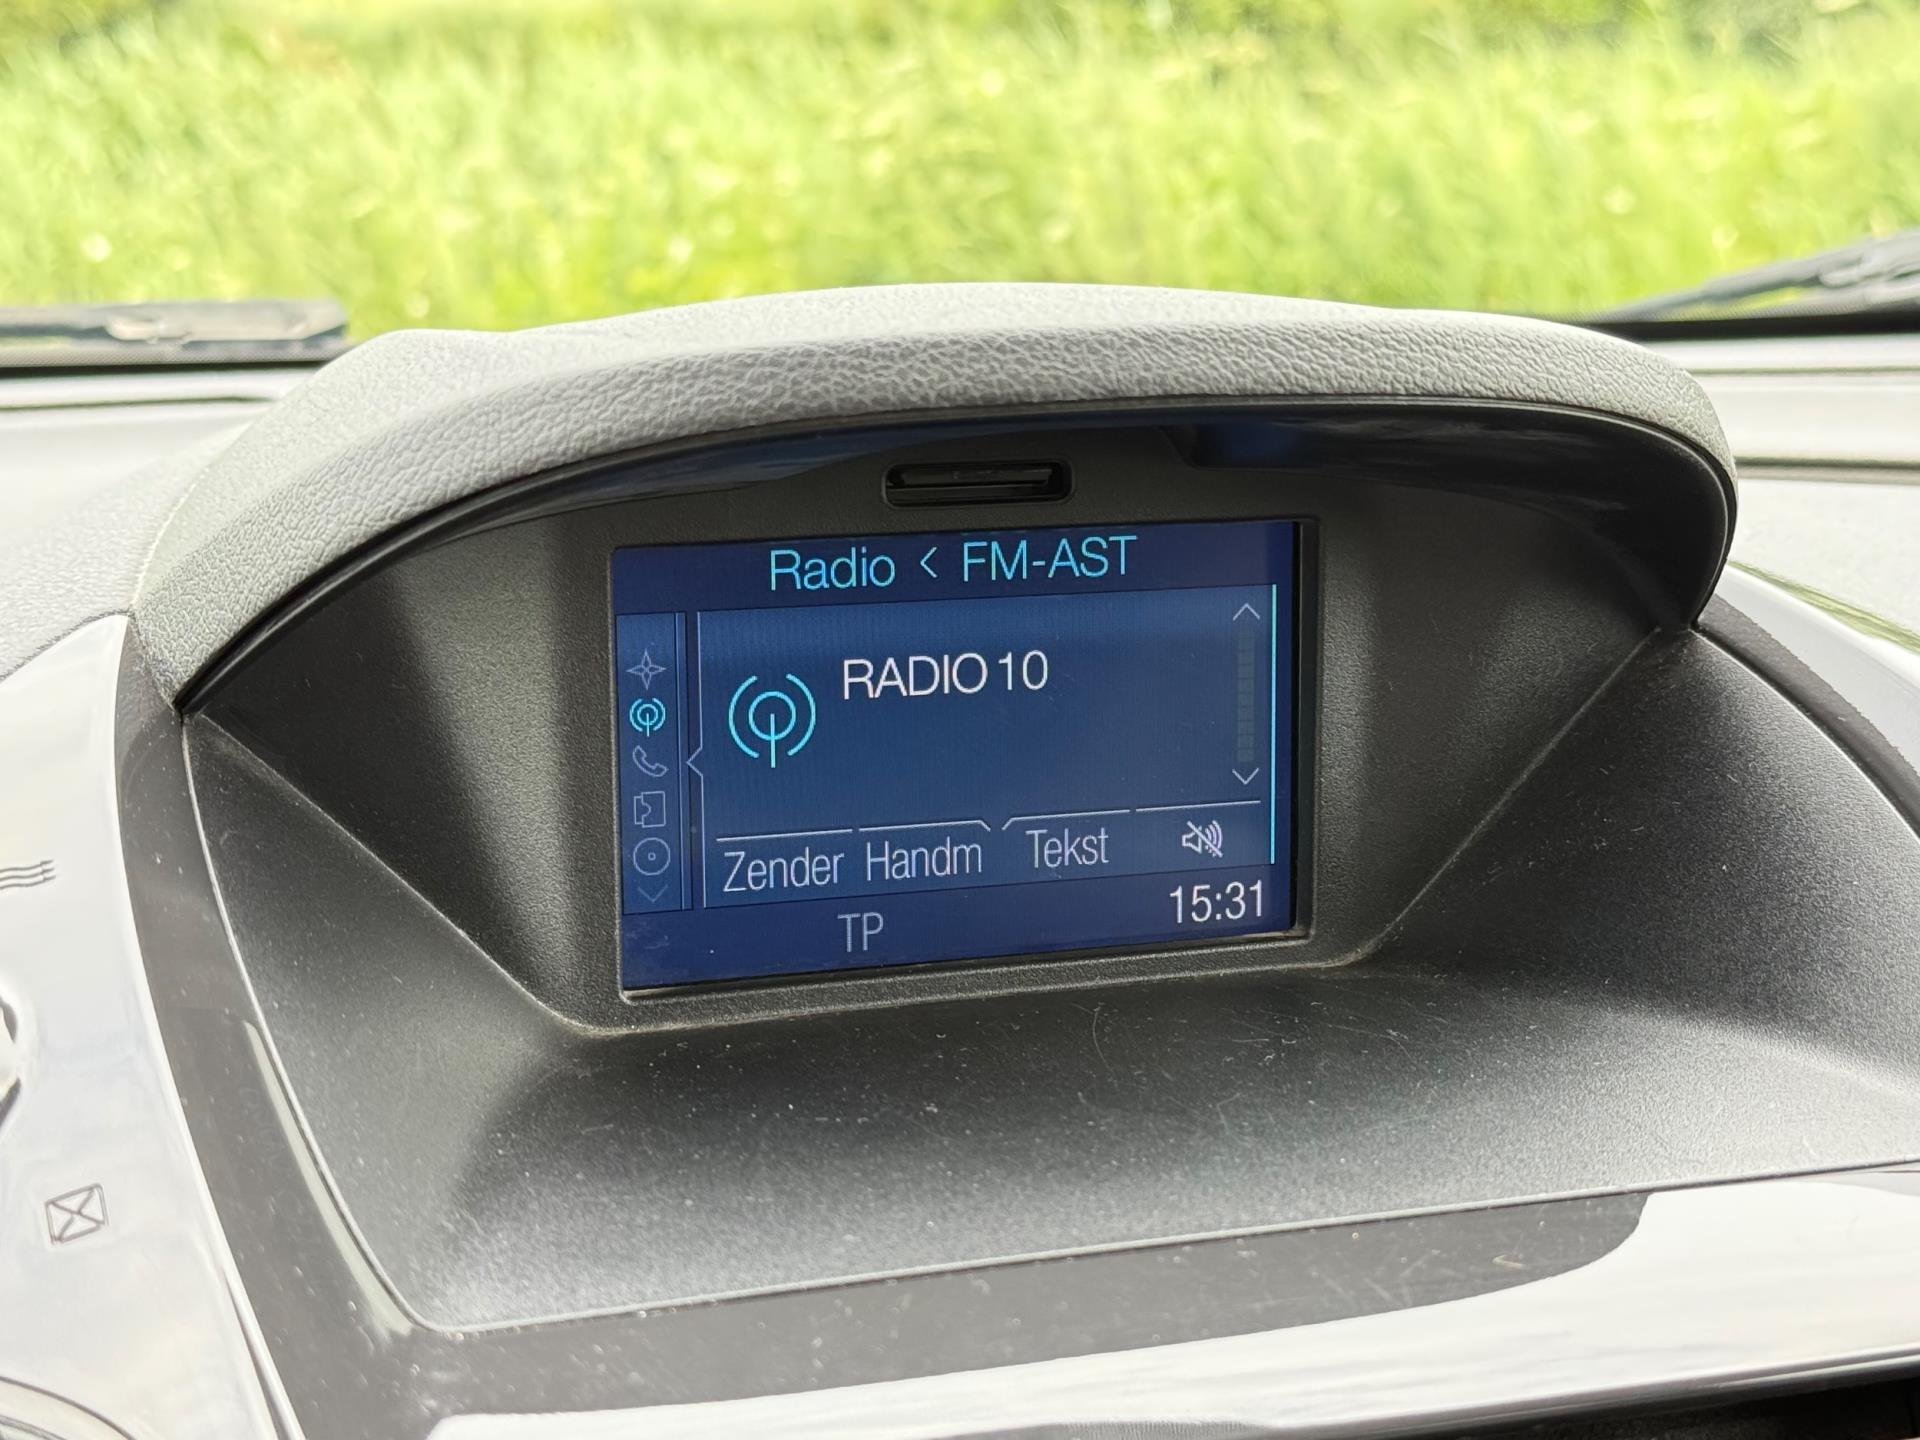 Radio < FM-AST
RADIO 10
Zender Handm Tekst
TP 15:31